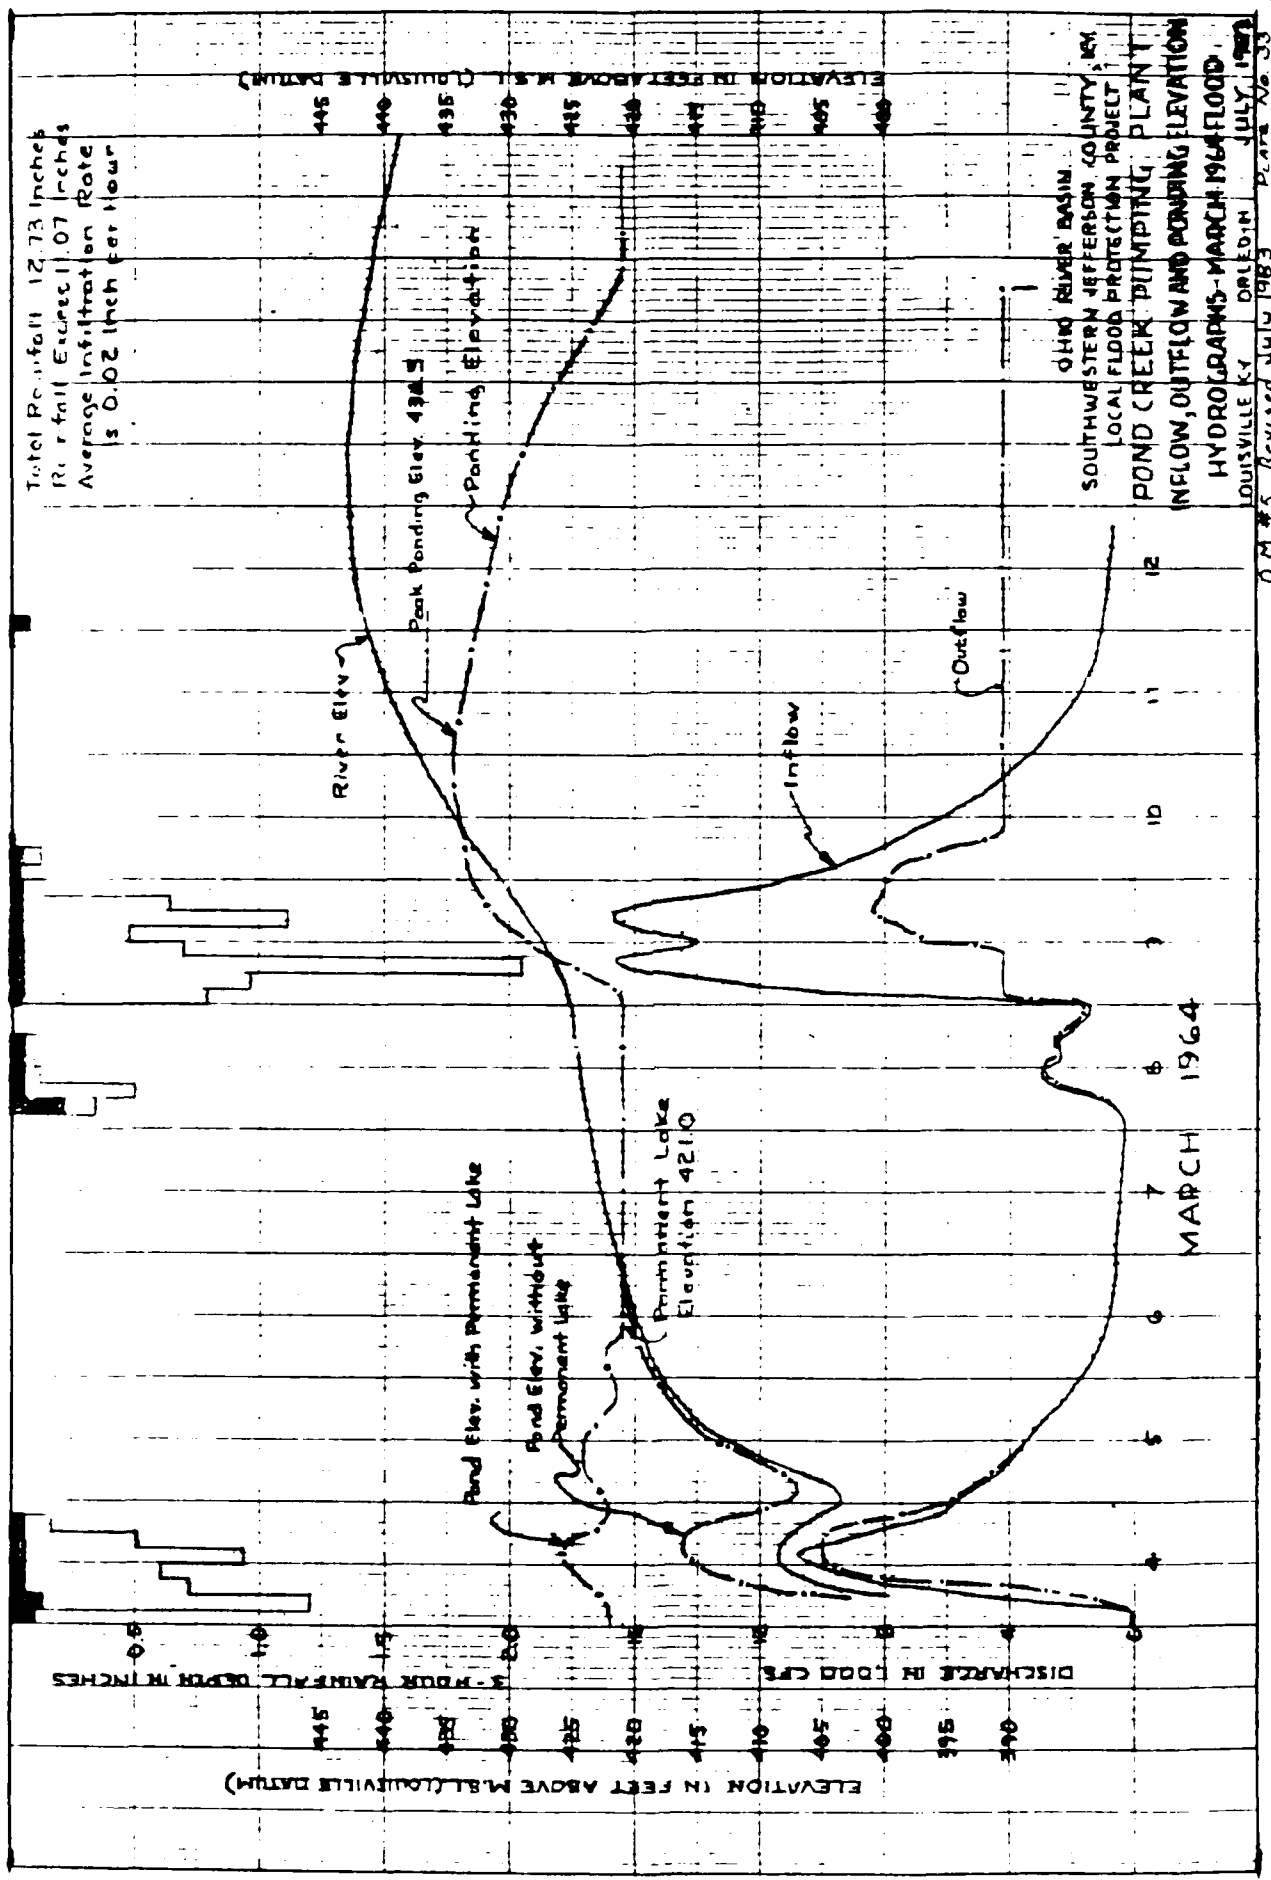 Total Rainfall 12.73 Inches
Rainfall Excess 11.07 Inches
Average Infiltration Rate
is 0.02 Inch per Hour
3-HOUR RAINFALL DEPTH IN INCHES
0.5
1.0
1.5
2.0
ELEVATION IN FEET ABOVE M.S.L. (LOUISVILLE DATUM)
445
440
435
430
425
420
415
410
405
400
395
390
DISCHARGE IN 1,000 CFS
16
12
8
4
0
Pond Elev. with Permanent Lake
Pond Elev. without
Permanent Lake
Permanent Lake
Elevation 421.0
River Elev
Peak Ponding Elev.
Ponding Elevation
Inflow
Outflow
ELEVATION IN FEET ABOVE M.S.L. (LOUISVILLE DATUM)
445
440
435
430
425
420
415
410
405
400
4
5
6
7
8
9
10
11
12
MARCH 1964
OHIO RIVER BASIN
SOUTHWESTERN JEFFERSON COUNTY, KY.
LOCAL FLOOD PROTECTION PROJECT
POND CREEK PUMPING PLANT
INFLOW, OUTFLOW AND PONDING ELEVATION
HYDROGRAPHS-MARCH 1964 FLOOD
LOUISVILLE KY ORLED-H JULY
D.M #5 Revised July 1983 Plate No. 33